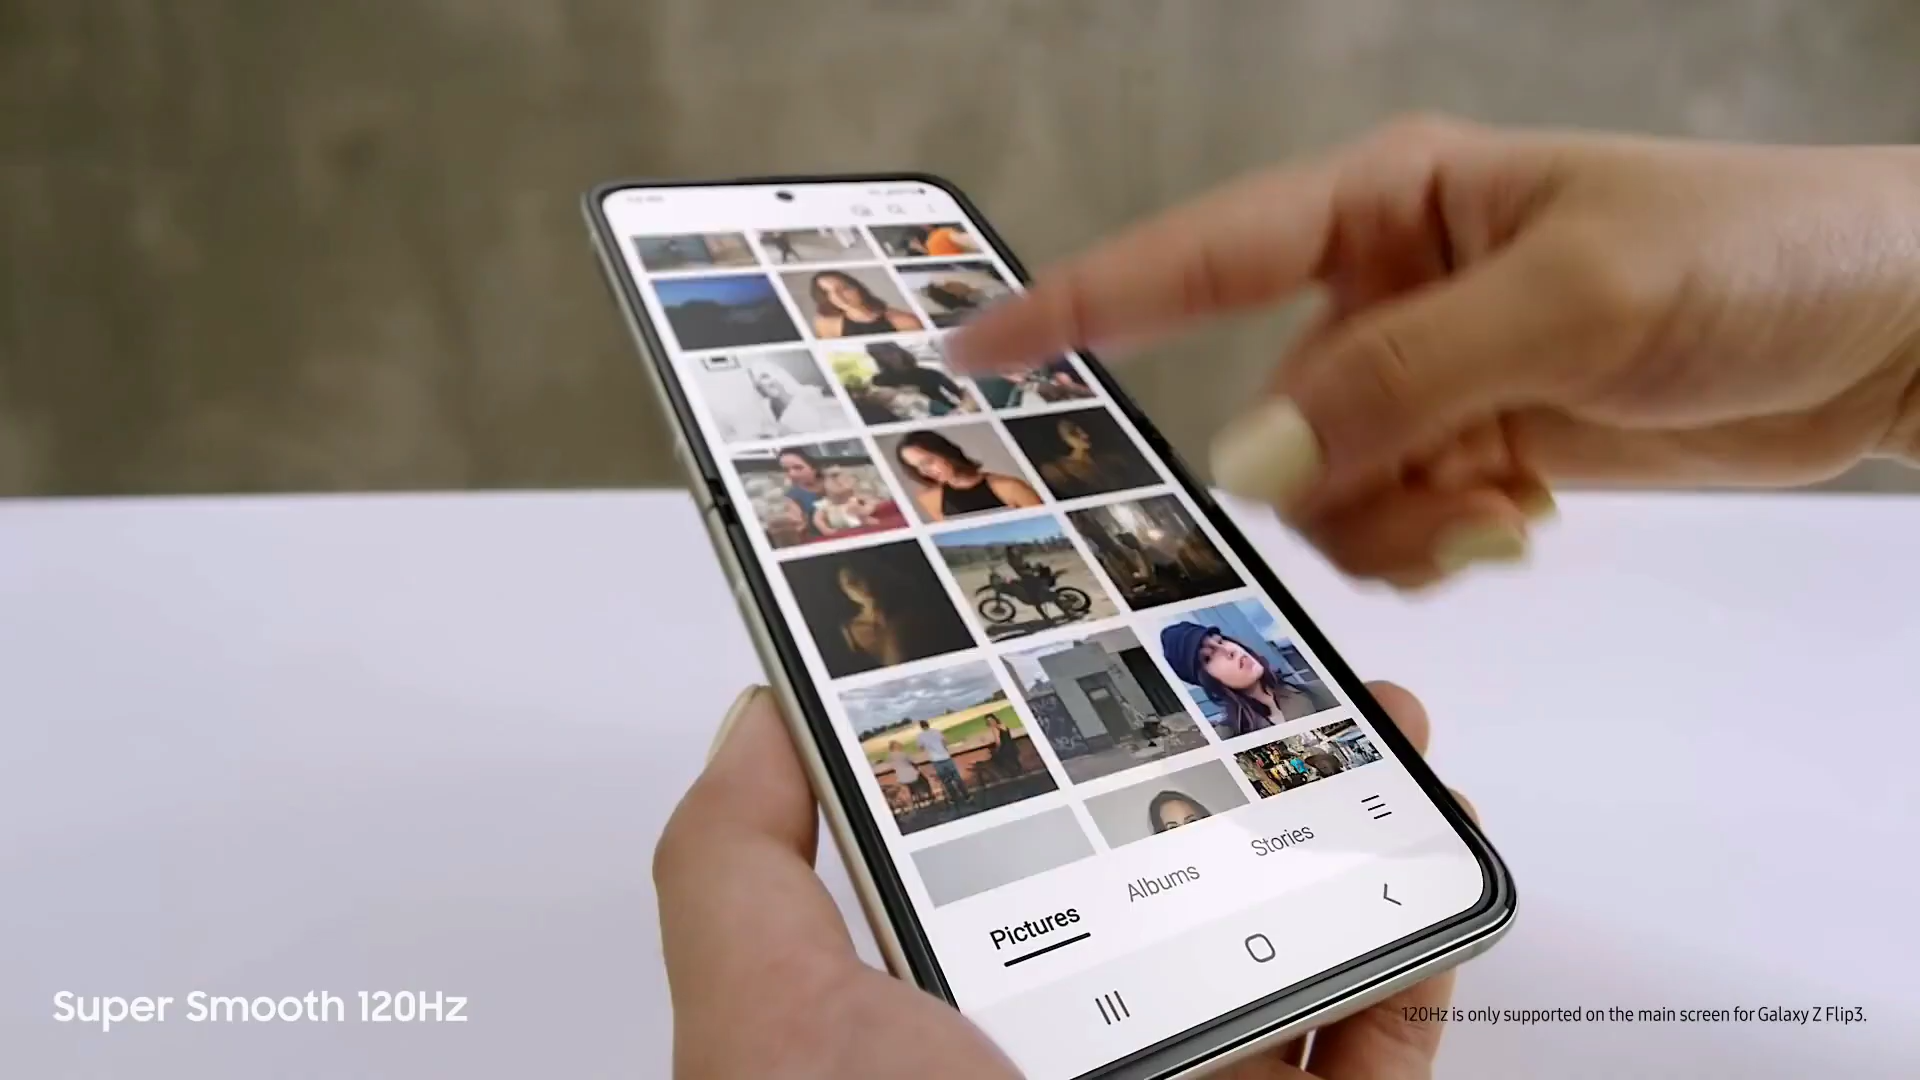 Pictures
Albums
Stories
Super Smooth 120Hz
120Hz is only supported on the main screen for Galaxy Z Flip3.